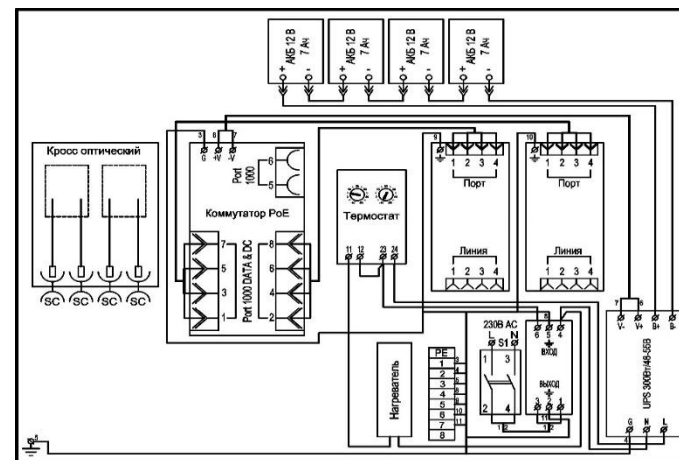 АКБ 12 В
7 Ач
АКБ 12 В
7 Ач
АКБ 12 В
7 Ач
АКБ 12 В
7 Ач
+ - + - + - + -
Кросс оптический
SC SC SC SC
3 8 7
G +V -V
Port 1000
6
5
Коммутатор PoE
7
5
3
1
Port 1000 DATA & DC
8
6
4
2
Термостат
11 12 23 24
9
1 2 3 4
Порт
Линия
1 2 3 4
10
1 2 3 4
Порт
Линия
1 2 3 4
Нагреватель
PE
1
2
3
4
5
6
7
8
230В AC
L S1 N
1 3
2 4
6 5 4
ВХОД
ВЫХОД
3 2 1
7 8
V- V+ B+ B-
UPS 300Вт/48-55В
G N L
4
5